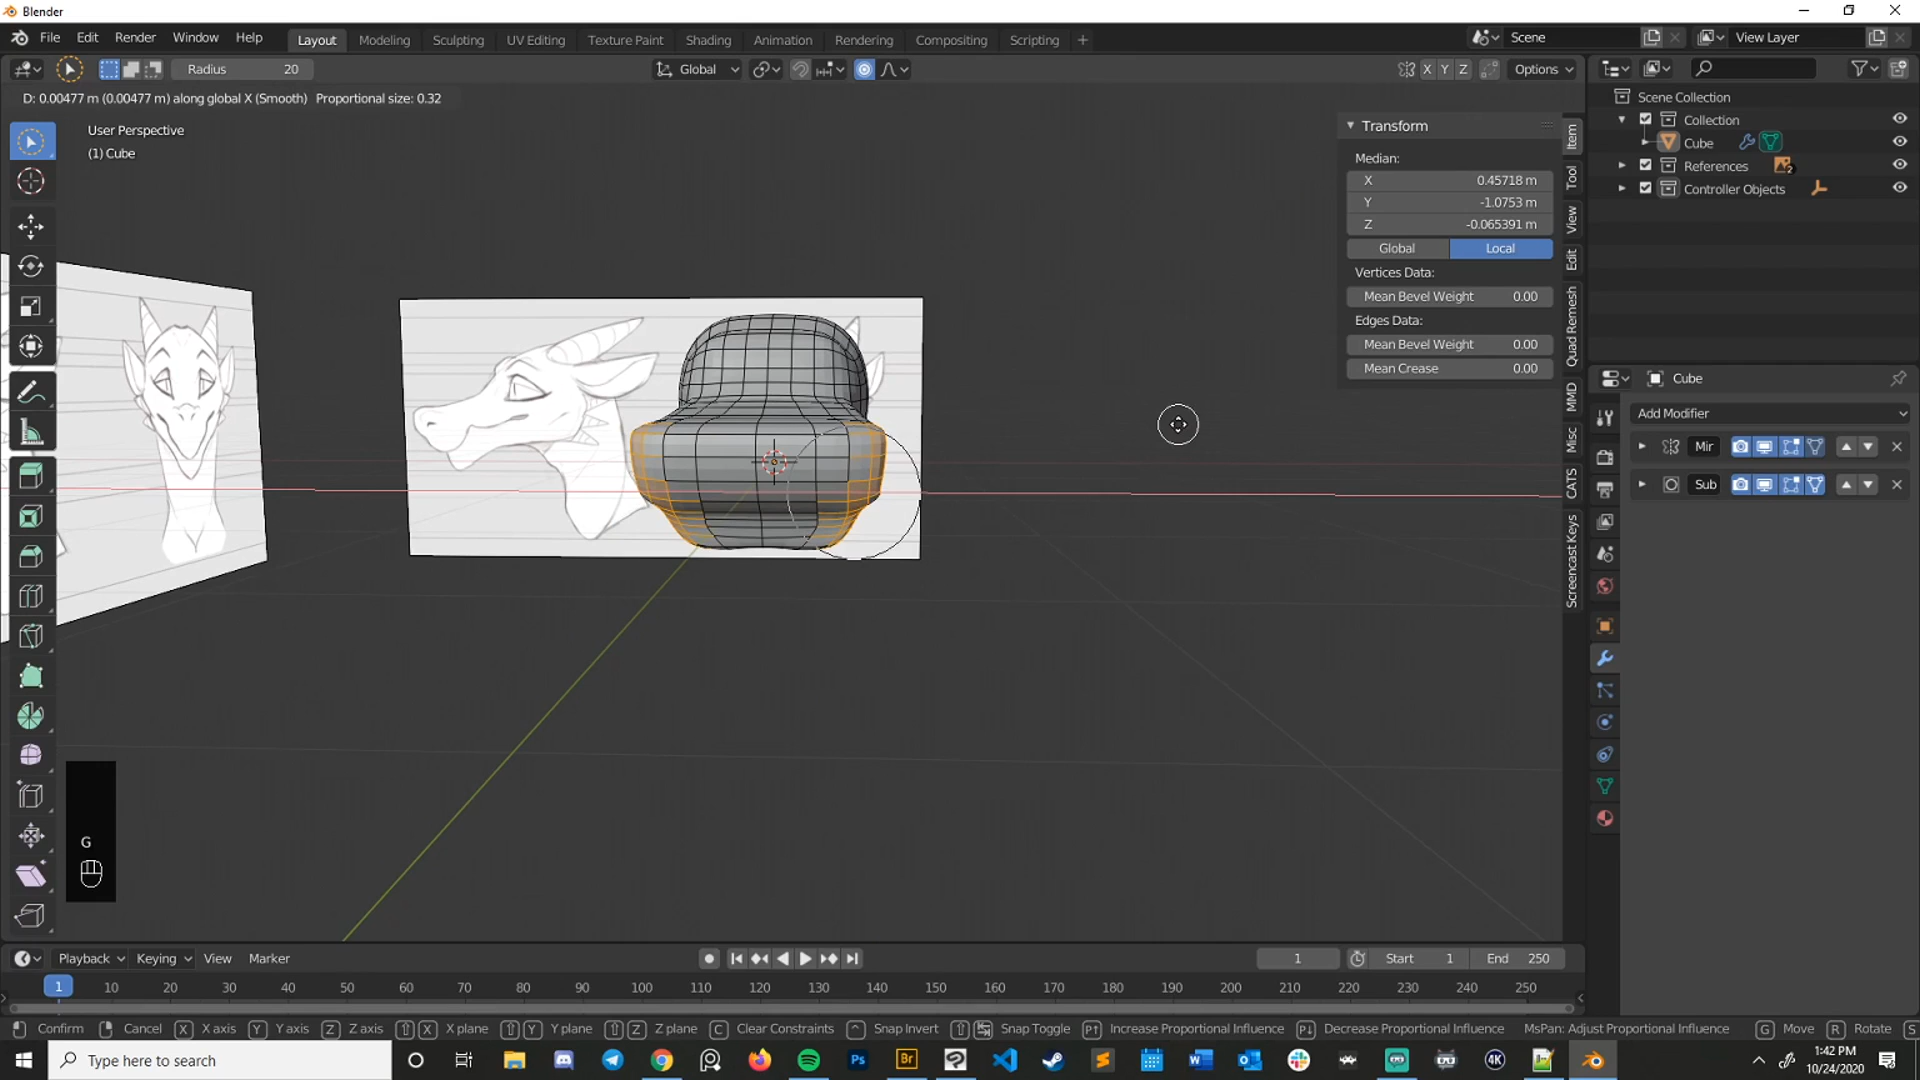 Blender
File Edit Render Window Help Layout Modeling Sculpting UV Editing Texture Paint Shading Animation Rendering Compositing Scripting + Scene View Layer
Radius 20 Global X Y Z Options
D: 0.00477 m (0.00477 m) along global X (Smooth) Proportional size: 0.32
User Perspective
(1) Cube
Transform
Median:
X 0.45718 m
Y -1.0753 m
Z -0.065391 m
Global Local
Vertices Data:
Mean Bevel Weight 0.00
Edges Data:
Mean Bevel Weight 0.00
Mean Crease 0.00
Item
Tool
View
Edit
Quad Remesh
MMD
Misc
CATS
Screencast Keys
Scene Collection
Collection
Cube
References 2
Controller Objects
Cube
Add Modifier
Mir
Sub
G
Playback Keying View Marker 1 Start 1 End 250
1 10 20 30 40 50 60 70 80 90 100 110 120 130 140 150 160 170 180 190 200 210 220 230 240 250
Confirm Cancel X X axis Y Y axis Z Z axis X X plane Y Y plane Z Z plane C Clear Constraints Snap Invert Snap Toggle Increase Proportional Influence Decrease Proportional Influence MsPan: Adjust Proportional Influence G Move R Rotate S
Type here to search Ps Br W 4K 1:42 PM
10/24/2020